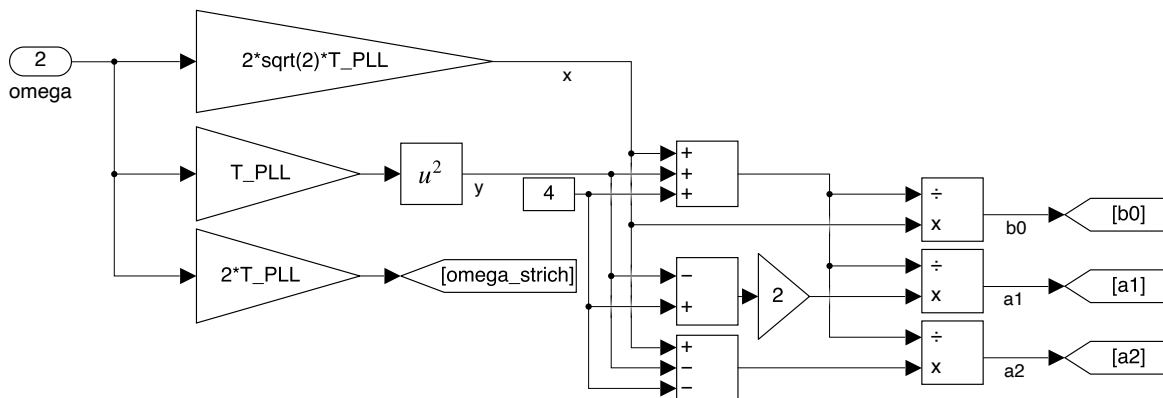 2
omega
2*sqrt(2)*T_PLL
x
T_PLL
u²
y
4
+
+
+
÷
x
b0
[b0]
2*T_PLL
[omega_strich]
−
+
2
÷
x
a1
[a1]
+
−
−
÷
x
a2
[a2]